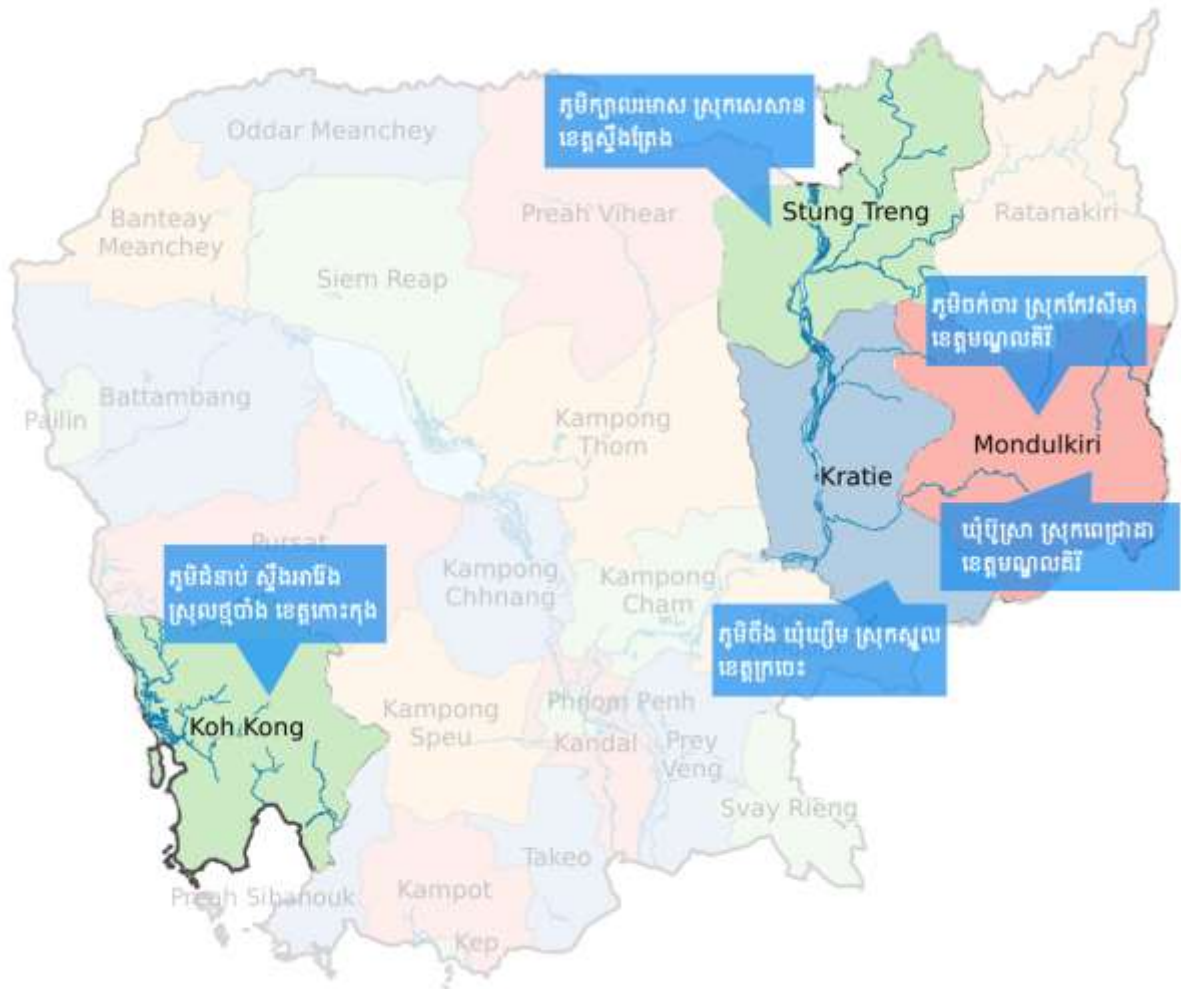 ភូមិក្បាលរមាស ស្រុកសេសាន
ខេត្តស្ទឹងត្រែង
Oddar Meanchey
Banteay
Meanchey
Siem Reap
Preah Vihear
Stung Treng
Ratanakiri
ភូមិចក់ចារ ស្រុកកែវសីមា
ខេត្តមណ្ឌលគិរី
Battambang
Pailin
Kampong
Thom
Mondulkiri
Kratie
ឃុំប៊ូស្រា ស្រុកពេជ្រាដា
ខេត្តមណ្ឌលគិរី
Pursat
ភូមិជំនាប់ ស្ទឹងអារ៉ែង
ស្រុលថ្មបាំង ខេត្តកោះកុង
Kampong
Chhnang
Kampong
Cham
ភូមិចឹង ឃុំឃ្សឹម ស្រុកស្នួល
ខេត្តក្រចេះ
Koh Kong
Kampong
Speu
Phnom Penh
Kandal
Prey
Veng
Svay Rieng
Takeo
Preah Sihanouk
Kampot
Kep